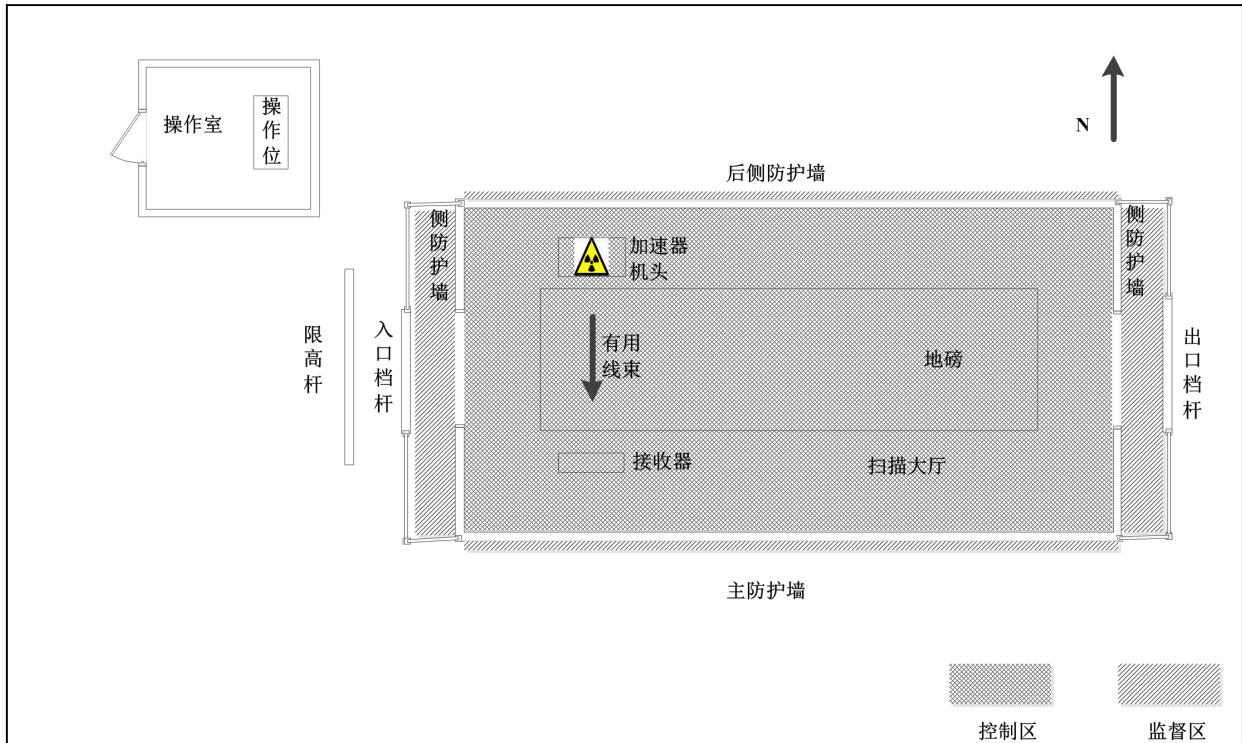 操作室
操作位
N
后侧防护墙
侧防护墙
侧防护墙
加速器
机头
限高杆
入口档杆
有用
线束
地磅
出口档杆
接收器
扫描大厅
主防护墙
控制区
监督区